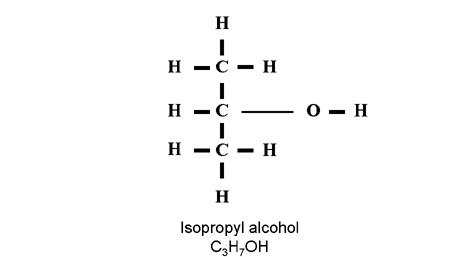 H
H C H
H C O H
H C H
H
Isopropyl alcohol
C₃H₇OH